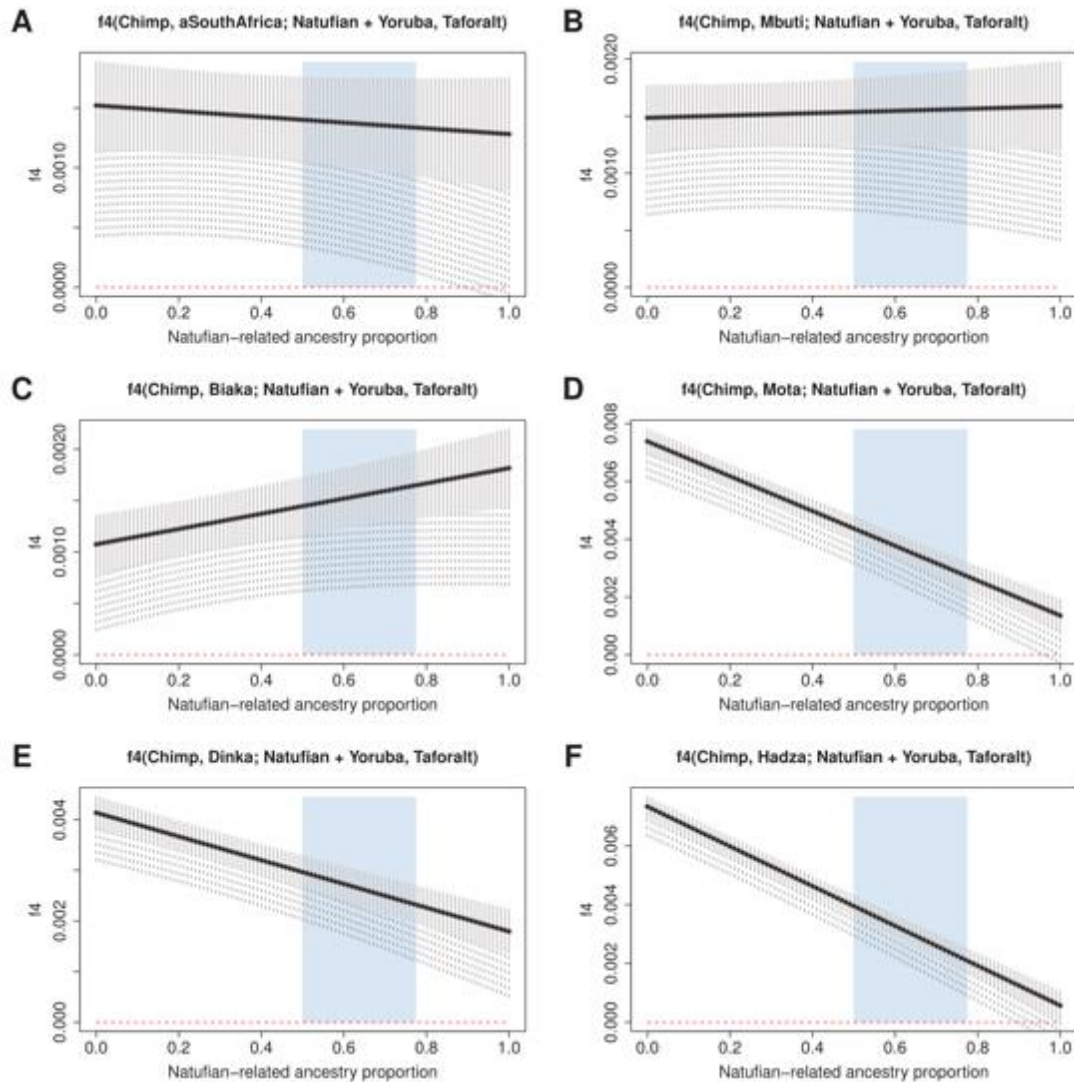 A
f4(Chimp, aSouthAfrica; Natufian + Yoruba, Taforalt)
f4
0.0000 0.0010
0.0 0.2 0.4 0.6 0.8 1.0
Natufian−related ancestry proportion
B
f4(Chimp, Mbuti; Natufian + Yoruba, Taforalt)
f4
0.0000 0.0010 0.0020
0.0 0.2 0.4 0.6 0.8 1.0
Natufian−related ancestry proportion
C
f4(Chimp, Biaka; Natufian + Yoruba, Taforalt)
f4
0.0000 0.0010 0.0020
0.0 0.2 0.4 0.6 0.8 1.0
Natufian−related ancestry proportion
D
f4(Chimp, Mota; Natufian + Yoruba, Taforalt)
f4
0.000 0.002 0.004 0.006 0.008
0.0 0.2 0.4 0.6 0.8 1.0
Natufian−related ancestry proportion
E
f4(Chimp, Dinka; Natufian + Yoruba, Taforalt)
f4
0.000 0.002 0.004
0.0 0.2 0.4 0.6 0.8 1.0
Natufian−related ancestry proportion
F
f4(Chimp, Hadza; Natufian + Yoruba, Taforalt)
f4
0.000 0.002 0.004 0.006
0.0 0.2 0.4 0.6 0.8 1.0
Natufian−related ancestry proportion